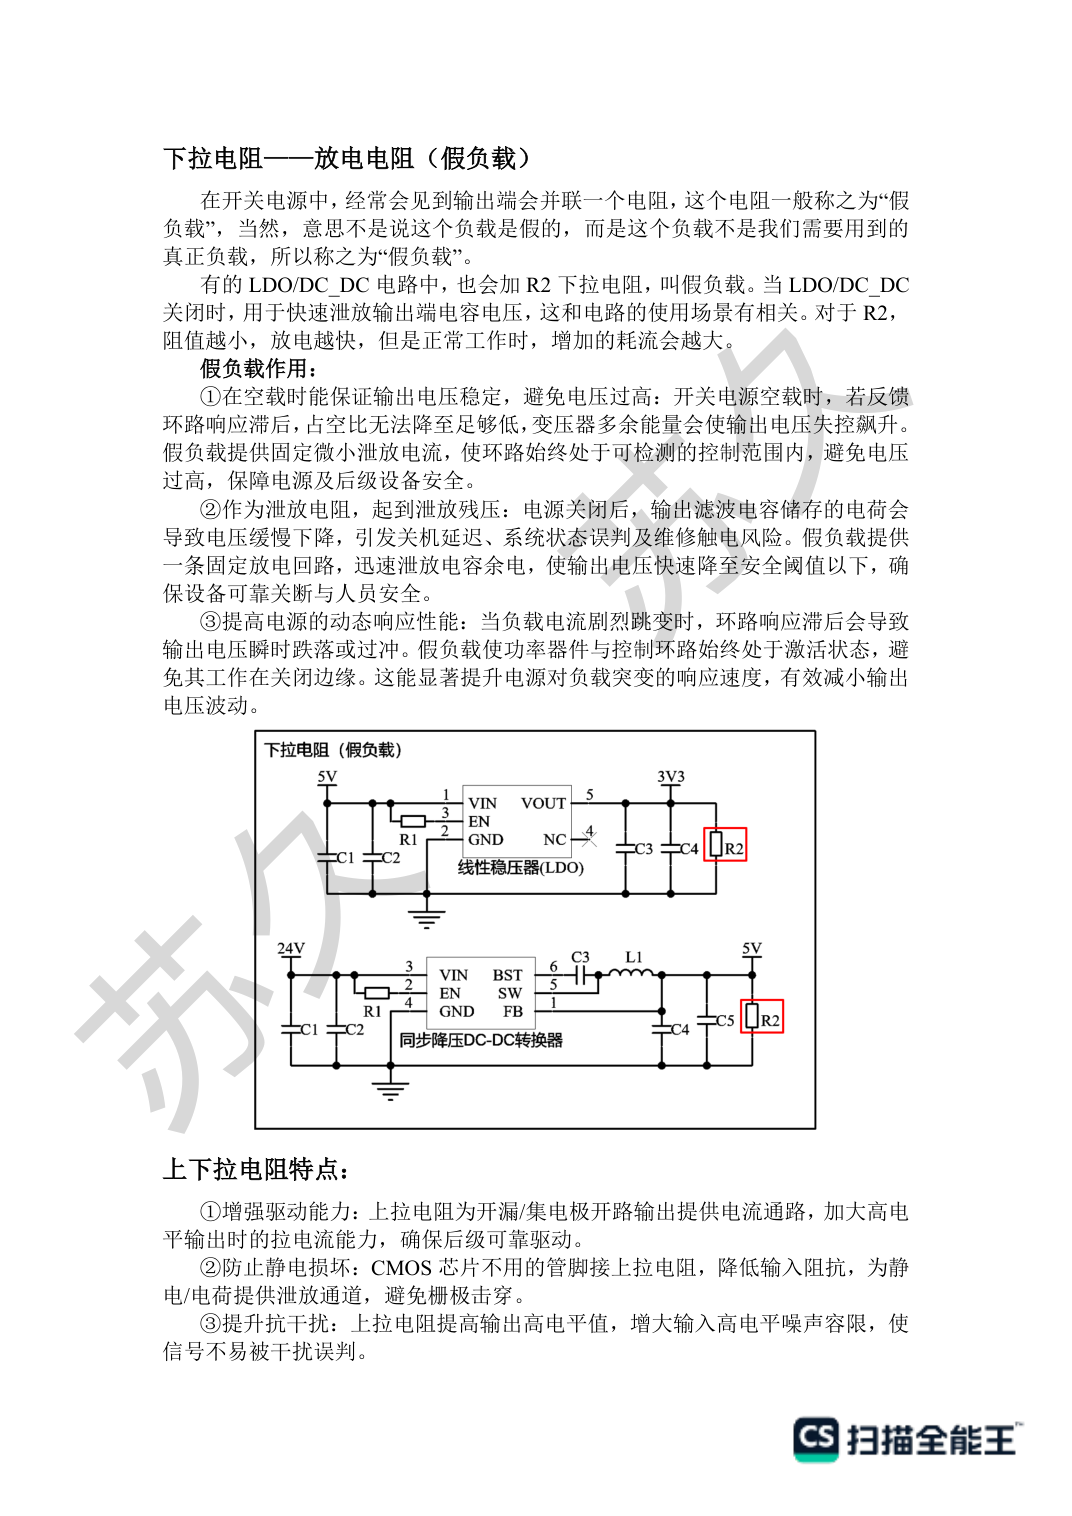 下拉电阻——放电电阻（假负载）
在开关电源中，经常会见到输出端会并联一个电阻，这个电阻一般称之为“假
负载”，当然，意思不是说这个负载是假的，而是这个负载不是我们需要用到的
真正负载，所以称之为“假负载”。
有的 LDO/DC_DC 电路中，也会加 R2 下拉电阻，叫假负载。当 LDO/DC_DC
关闭时，用于快速泄放输出端电容电压，这和电路的使用场景有相关。对于 R2，
阻值越小，放电越快，但是正常工作时，增加的耗流会越大。
假负载作用：
①在空载时能保证输出电压稳定，避免电压过高：开关电源空载时，若反馈
环路响应滞后，占空比无法降至足够低，变压器多余能量会使输出电压失控飙升。
假负载提供固定微小泄放电流，使环路始终处于可检测的控制范围内，避免电压
过高，保障电源及后级设备安全。
②作为泄放电阻，起到泄放残压：电源关闭后，输出滤波电容储存的电荷会
导致电压缓慢下降，引发关机延迟、系统状态误判及维修触电风险。假负载提供
一条固定放电回路，迅速泄放电容余电，使输出电压快速降至安全阈值以下，确
保设备可靠关断与人员安全。
③提高电源的动态响应性能：当负载电流剧烈跳变时，环路响应滞后会导致
输出电压瞬时跌落或过冲。假负载使功率器件与控制环路始终处于激活状态，避
免其工作在关闭边缘。这能显著提升电源对负载突变的响应速度，有效减小输出
电压波动。
下拉电阻（假负载）
5V 3V3
1 VIN VOUT 5
3 EN
R1 2 GND NC 4
C1 C2 C3 C4 R2
线性稳压器(LDO)
24V C3 L1 5V
3 VIN BST 6
2 EN SW 5
R1 4 GND FB 1
C1 C2 C4 C5 R2
同步降压DC-DC转换器
上下拉电阻特点：
①增强驱动能力：上拉电阻为开漏/集电极开路输出提供电流通路，加大高电
平输出时的拉电流能力，确保后级可靠驱动。
②防止静电损坏：CMOS 芯片不用的管脚接上拉电阻，降低输入阻抗，为静
电/电荷提供泄放通道，避免栅极击穿。
③提升抗干扰：上拉电阻提高输出高电平值，增大输入高电平噪声容限，使
信号不易被干扰误判。
苏久
苏久
CS 扫描全能王™